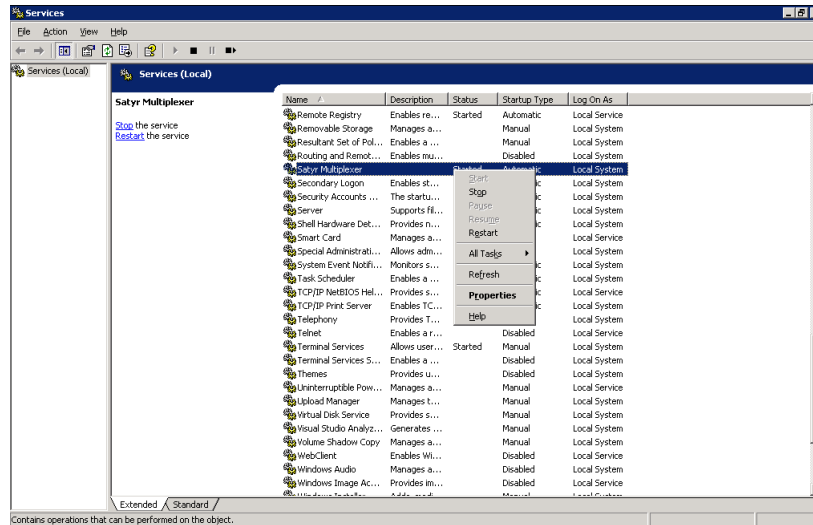 Services
File Action View Help
Services (Local)
Services (Local)
Satyr Multiplexer
Stop the service
Restart the service
Name Description Status Startup Type Log On As
Remote Registry Enables re... Started Automatic Local Service
Removable Storage Manages a... Manual Local System
Resultant Set of Pol... Enables a ... Manual Local System
Routing and Remot... Enables mu... Disabled Local System
Satyr Multiplexer Started Automatic Local System
Secondary Logon Enables st... ic Local System
Security Accounts ... The startu... ic Local System
Server Supports fil... ic Local System
Shell Hardware Det... Provides n... ic Local System
Smart Card Manages a... Local Service
Special Administrati... Allows adm... Local System
System Event Notifi... Monitors s... ic Local System
Task Scheduler Enables a ... ic Local System
TCP/IP NetBIOS Hel... Provides s... ic Local Service
TCP/IP Print Server Enables TC... ic Local System
Telephony Provides T... Local System
Telnet Enables a r... Disabled Local Service
Terminal Services Allows user... Started Manual Local System
Terminal Services S... Enables a ... Disabled Local System
Themes Provides u... Disabled Local System
Uninterruptible Pow... Manages a... Manual Local Service
Upload Manager Manages t... Manual Local System
Virtual Disk Service Provides s... Manual Local System
Visual Studio Analyz... Generates ... Manual Local System
Volume Shadow Copy Manages a... Manual Local System
WebClient Enables Wi... Disabled Local Service
Windows Audio Manages a... Disabled Local System
Windows Image Ac... Provides im... Disabled Local System
Start
Stop
Pause
Resume
Restart
All Tasks
Refresh
Properties
Help
Extended Standard
Contains operations that can be performed on the object.